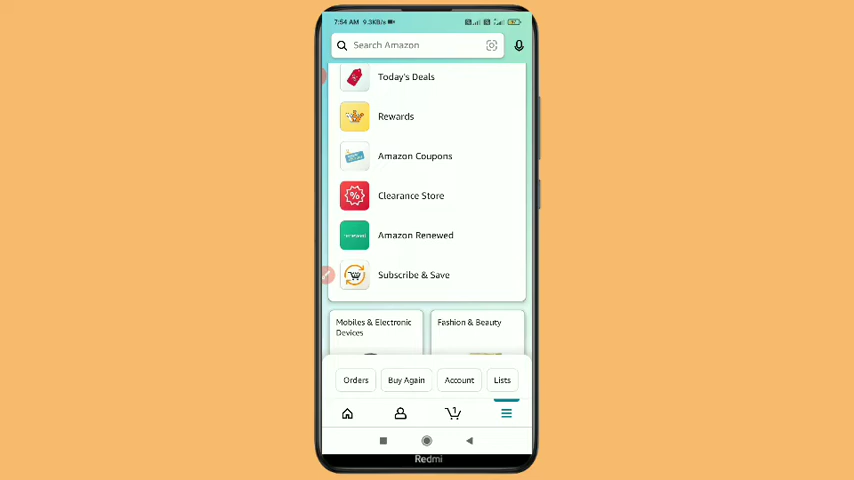 7:54 AM 9.3KB/s
Search Amazon
Today's Deals
Rewards
Amazon Coupons
Clearance Store
Amazon Renewed
Subscribe & Save
Mobiles & Electronic
Devices
Fashion & Beauty
Orders
Buy Again
Account
Lists
1
Redmi